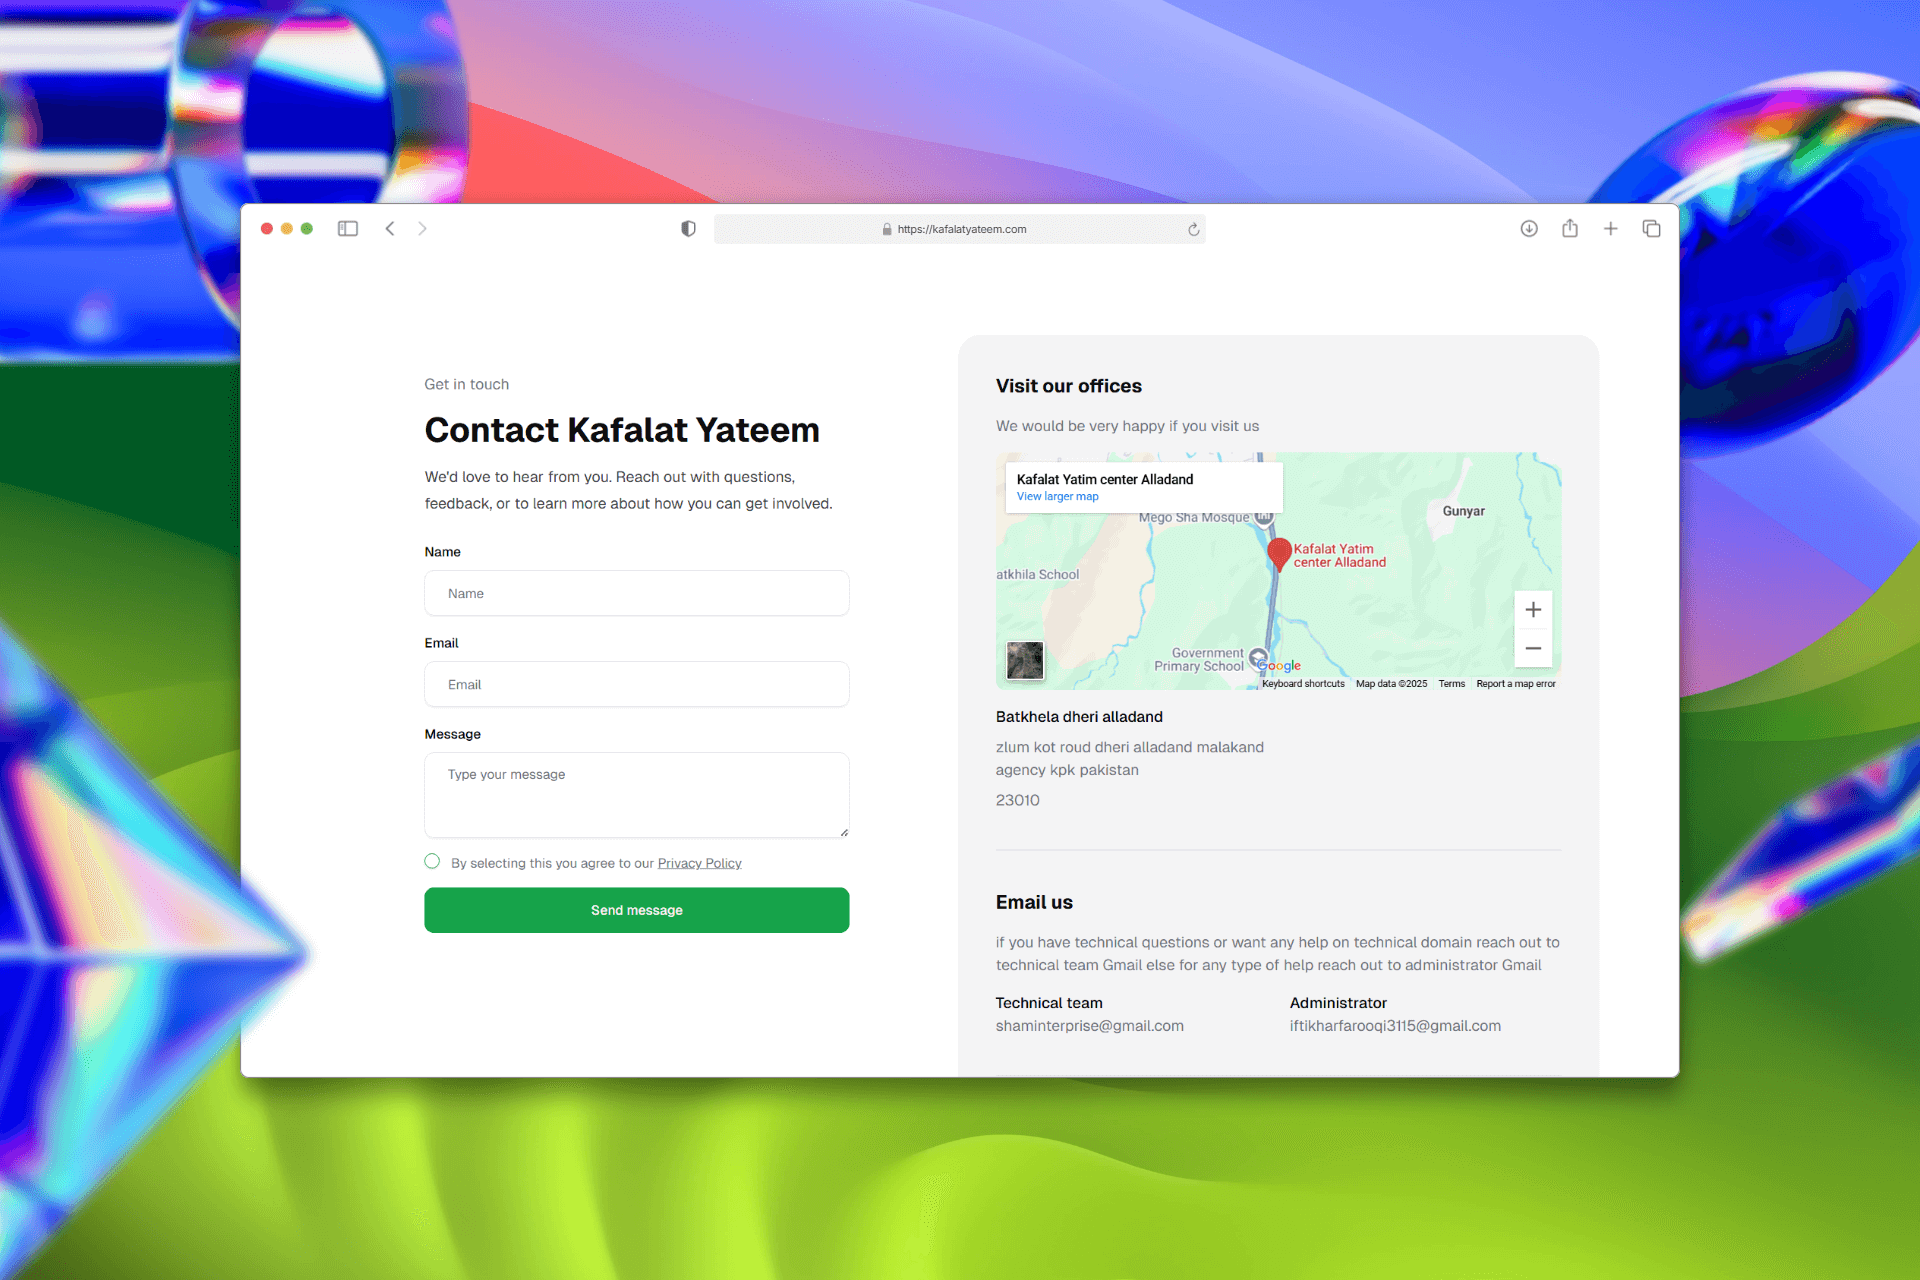 https://kafalatyateem.com
Get in touch
Contact Kafalat Yateem
We'd love to hear from you. Reach out with questions,
feedback, or to learn more about how you can get involved.
Name
Name
Email
Email
Message
Type your message
By selecting this you agree to our Privacy Policy
Send message
Visit our offices
We would be very happy if you visit us
Kafalat Yatim center Alladand
View larger map
Mego Sha Mosque
Gunyar
Kafalat Yatim
center Alladand
atkhila School
Government
Primary School
Google
Keyboard shortcuts Map data ©2025 Terms Report a map error
Batkhela dheri alladand
zlum kot roud dheri alladand malakand
agency kpk pakistan
23010
Email us
if you have technical questions or want any help on technical domain reach out to
technical team Gmail else for any type of help reach out to administrator Gmail
Technical team
shaminterprise@gmail.com
Administrator
iftikharfarooqi3115@gmail.com